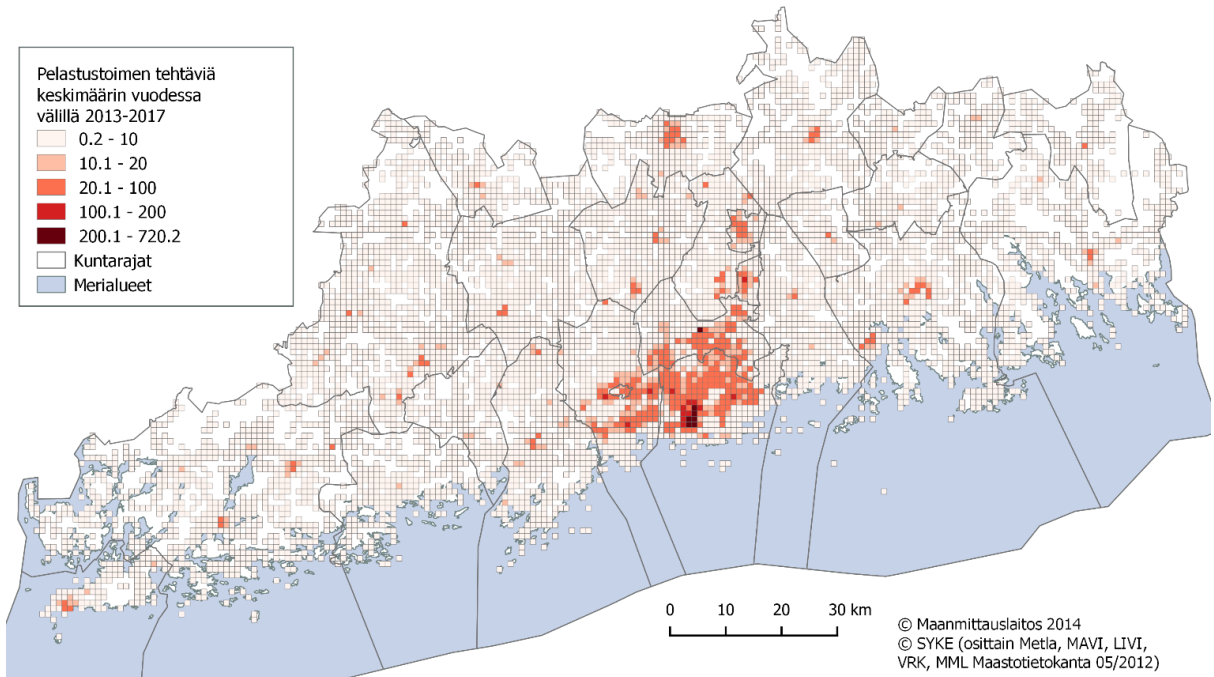 Pelastustoimen tehtäviä
keskimäärin vuodessa
välillä 2013-2017
0.2 - 10
10.1 - 20
20.1 - 100
100.1 - 200
200.1 - 720.2
Kuntarajat
Merialueet
0 10 20 30 km
© Maanmittauslaitos 2014
© SYKE (osittain Metla, MAVI, LIVI,
VRK, MML Maastotietokanta 05/2012)